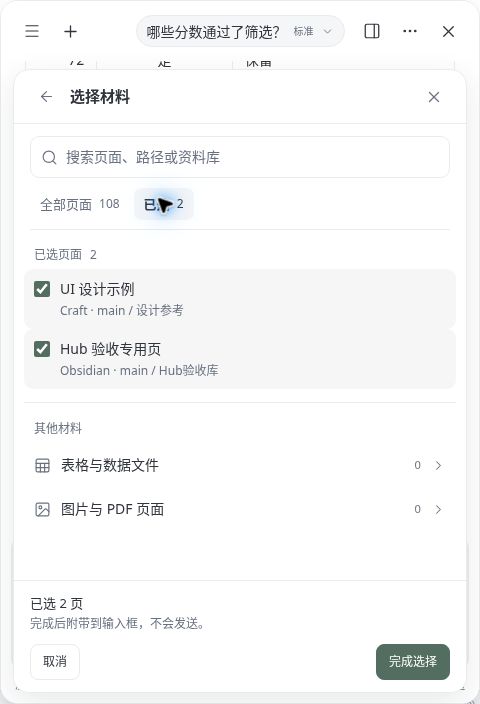 哪些分数通过了筛选？ 标准
选择材料
搜索页面、路径或资料库
全部页面 108 已 2
已选页面 2
UI 设计示例
Craft · main / 设计参考
Hub 验收专用页
Obsidian · main / Hub验收库
其他材料
表格与数据文件 0
图片与 PDF 页面 0
已选 2 页
完成后附带到输入框，不会发送。
取消 完成选择